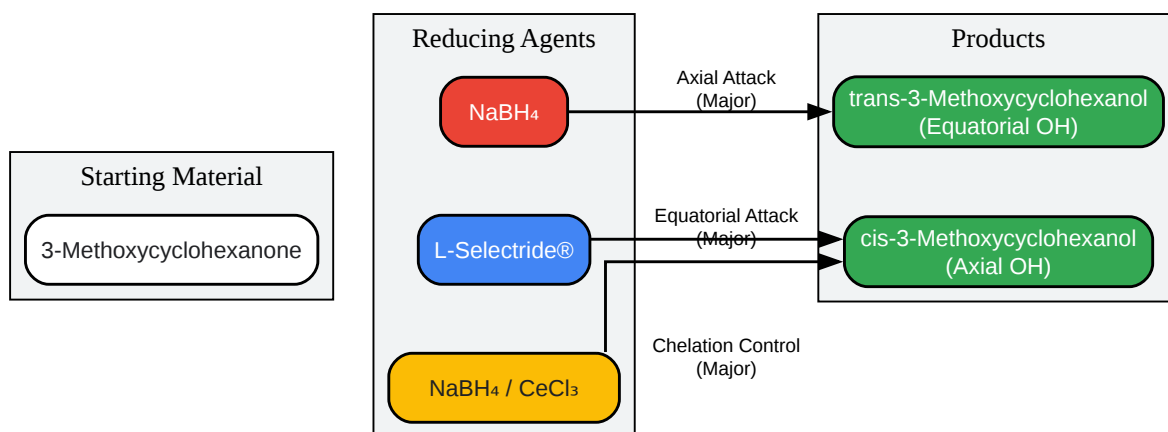 Starting Material
3-Methoxycyclohexanone
Reducing Agents
NaBH₄
L-Selectride®
NaBH₄ / CeCl₃
Axial Attack
(Major)
Equatorial Attack
(Major)
Chelation Control
(Major)
Products
trans-3-Methoxycyclohexanol
(Equatorial OH)
cis-3-Methoxycyclohexanol
(Axial OH)